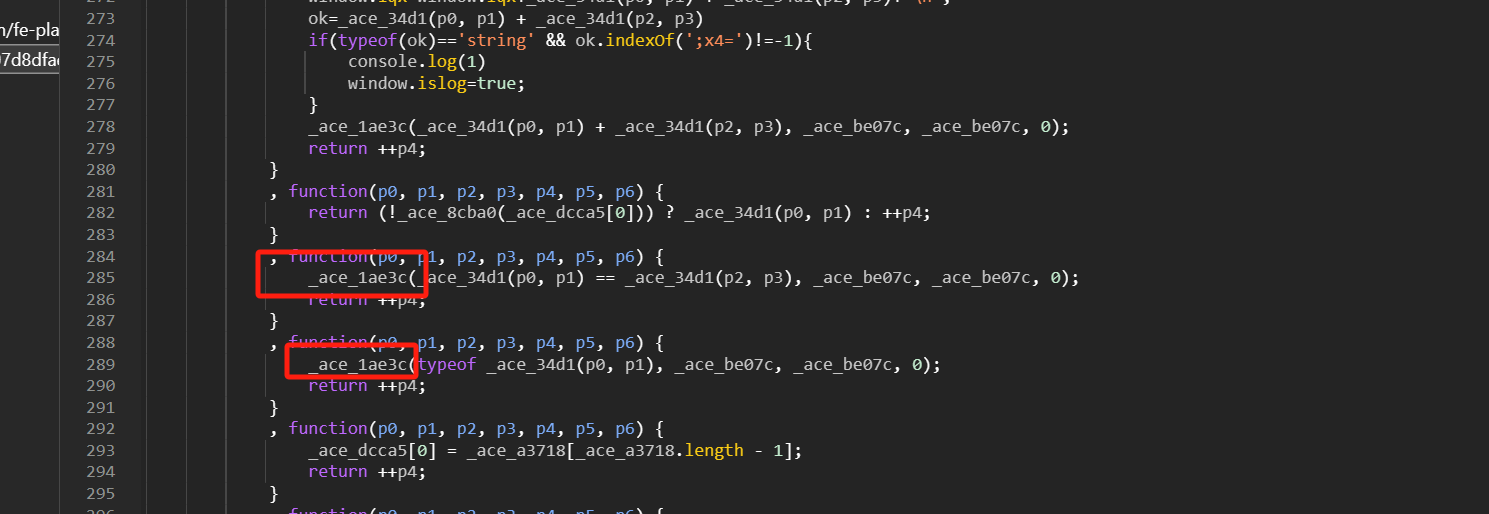 272 window.lqx=window.lqx+_ace_34d1(p0, p1) + _ace_34d1(p2, p3)+
273 ok=_ace_34d1(p0, p1) + _ace_34d1(p2, p3)
n/fe-pla
274 if(typeof(ok)=='string' && ok.indexOf(';x4=')!=-1){
07d8dfac
275 console.log(1)
276 window.islog=true;
277 }
278 _ace_1ae3c(_ace_34d1(p0, p1) + _ace_34d1(p2, p3), _ace_be07c, _ace_be07c, 0);
279 return ++p4;
280 }
281 , function(p0, p1, p2, p3, p4, p5, p6) {
282 return (!_ace_8cba0(_ace_dcca5[0])) ? _ace_34d1(p0, p1) : ++p4;
283 }
284 , function(p0, p1, p2, p3, p4, p5, p6) {
285 _ace_1ae3c(_ace_34d1(p0, p1) == _ace_34d1(p2, p3), _ace_be07c, _ace_be07c, 0);
286 return ++p4;
287 }
288 , function(p0, p1, p2, p3, p4, p5, p6) {
289 _ace_1ae3c(typeof _ace_34d1(p0, p1), _ace_be07c, _ace_be07c, 0);
290 return ++p4;
291 }
292 , function(p0, p1, p2, p3, p4, p5, p6) {
293 _ace_dcca5[0] = _ace_a3718[_ace_a3718.length - 1];
294 return ++p4;
295 }
296 , function(p0, p1, p2, p3, p4, p5, p6) {